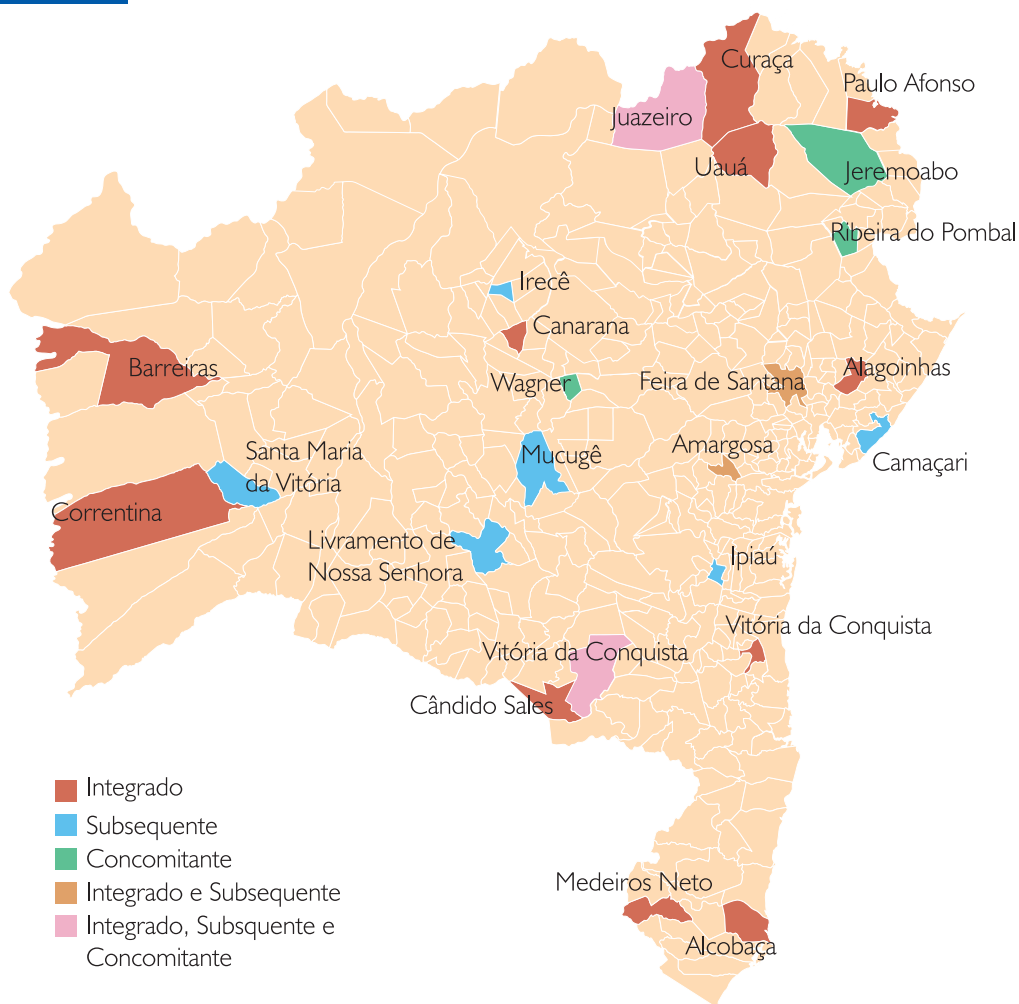 Curaça
Paulo Afonso
Juazeiro
Uauá
Jeremoabo
Ribeira do Pombal
Irecê
Canarana
Barreiras
Wagner
Feira de Santana
Alagoinhas
Santa Maria
da Vitória
Mucugê
Amargosa
Camaçari
Correntina
Livramento de
Nossa Senhora
Ipiaú
Vitória da Conquista
Vitória da Conquista
Cândido Sales
Integrado
Subsequente
Concomitante
Integrado e Subsequente
Integrado, Subsquente e
Concomitante
Medeiros Neto
Alcobaça